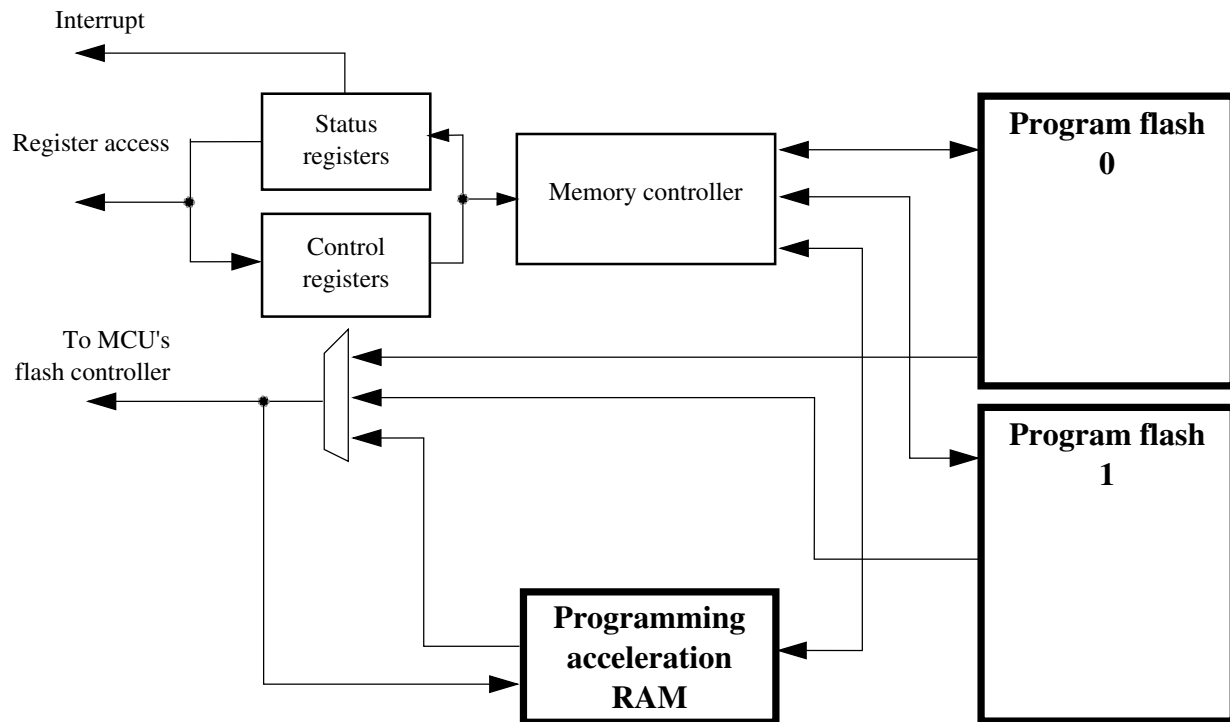 Interrupt
Register access
Status
registers
Control
registers
Memory controller
Program flash
0
To MCU's
flash controller
Program flash
1
Programming
acceleration
RAM